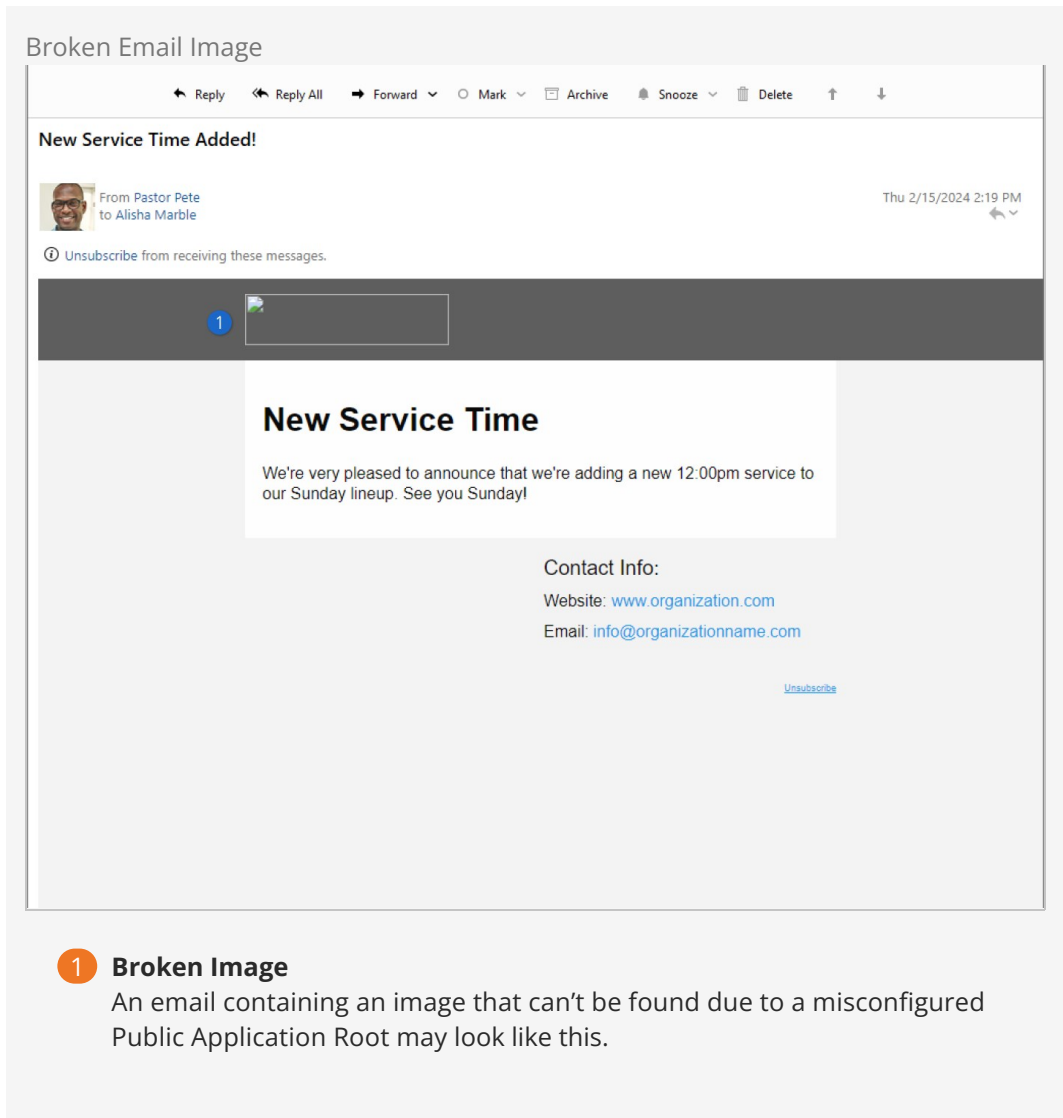 Broken Email Image
Reply Reply All Forward Mark Archive Snooze Delete
New Service Time Added!
From Pastor Pete
to Alisha Marble
Thu 2/15/2024 2:19 PM
Unsubscribe from receiving these messages.
1
New Service Time
We're very pleased to announce that we're adding a new 12:00pm service to
our Sunday lineup. See you Sunday!
Contact Info:
Website: www.organization.com
Email: info@organizationname.com
Unsubscribe
1 Broken Image
An email containing an image that can’t be found due to a misconfigured
Public Application Root may look like this.